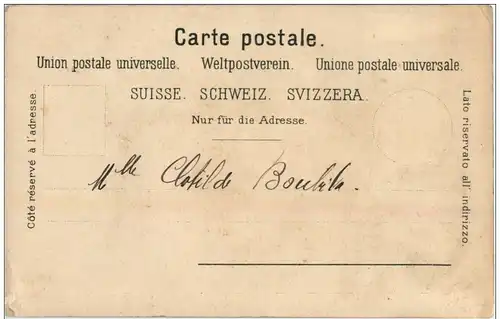 Carte postale.
Union postale universelle. Weltpostverein. Unione postale universale.
SUISSE. SCHWEIZ. SVIZZERA.
Nur für die Adresse.
Côté réservé à l'adresse
Lato riservato all' indirizzo.
Mlle Clotilde